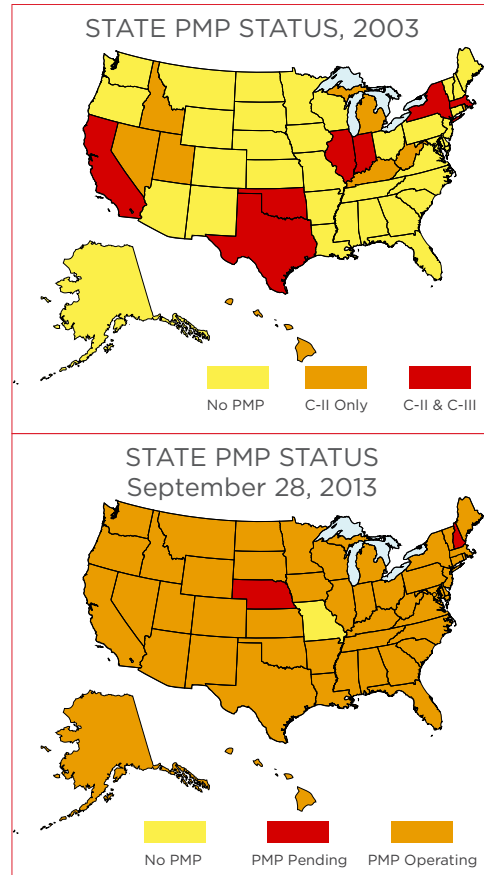 STATE PMP STATUS, 2003
No PMP
C-II Only
C-II & C-III
STATE PMP STATUS
September 28, 2013
No PMP
PMP Pending
PMP Operating